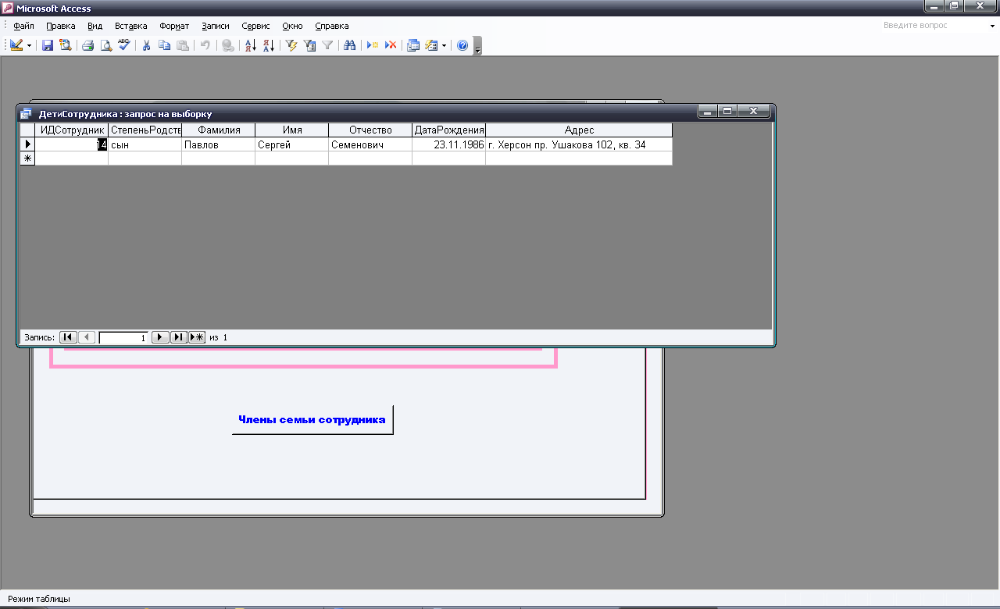 Microsoft Access
Файл Правка Вид Вставка Формат Записи Сервис Окно Справка Введите вопрос
ДетиСотрудника : запрос на выборку
ИДСотрудник СтепеньРодств Фамилия Имя Отчество ДатаРождения Адрес
14 сын Павлов Сергей Семенович 23.11.1986 г. Херсон пр. Ушакова 102, кв. 34
Запись: 1 из 1
Члены семьи сотрудника
Режим таблицы